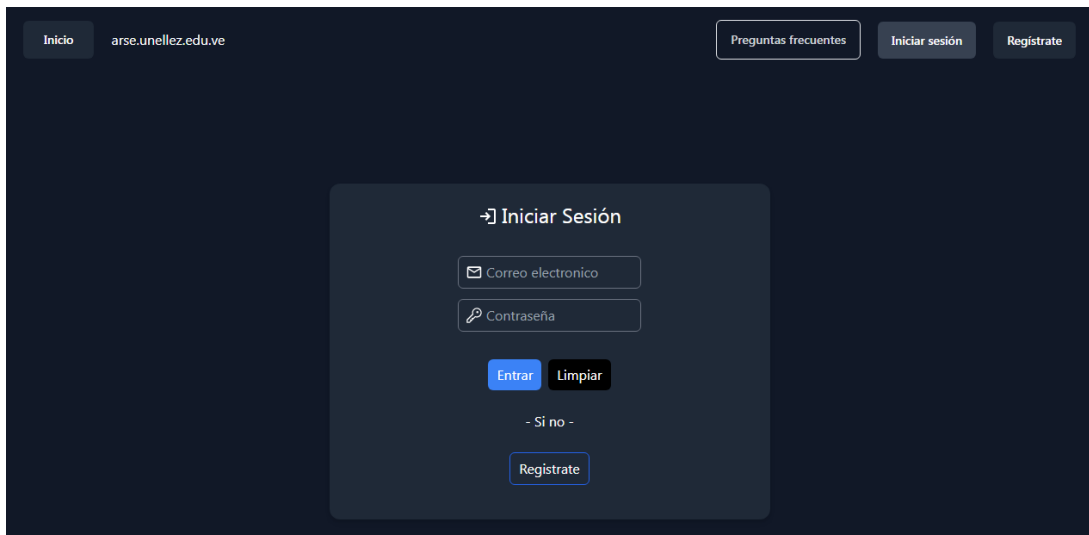 Inicio arse.unellez.edu.ve Preguntas frecuentes Iniciar sesión Regístrate
Iniciar Sesión
Correo electronico
Contraseña
Entrar Limpiar
- Si no -
Registrate